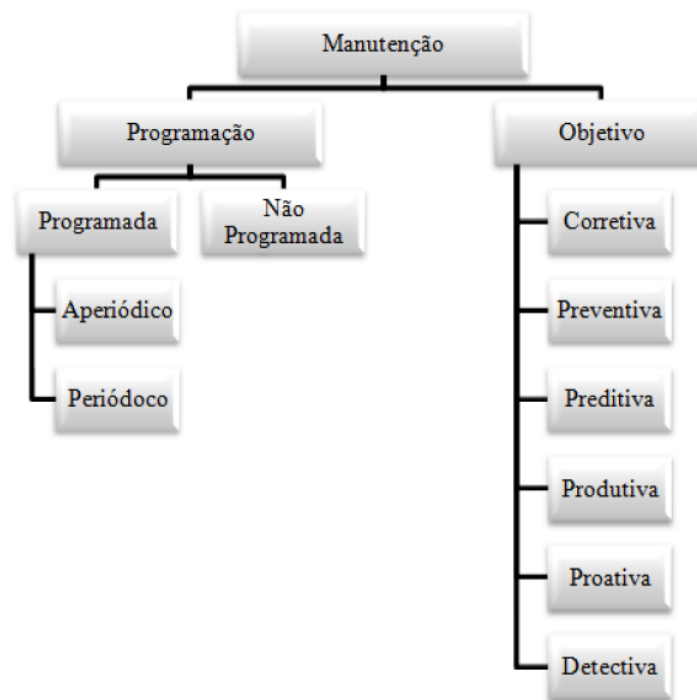 Manutenção
Programação
Objetivo
Programada
Não
Programada
Aperiódico
Periódoco
Corretiva
Preventiva
Preditiva
Produtiva
Proativa
Detectiva